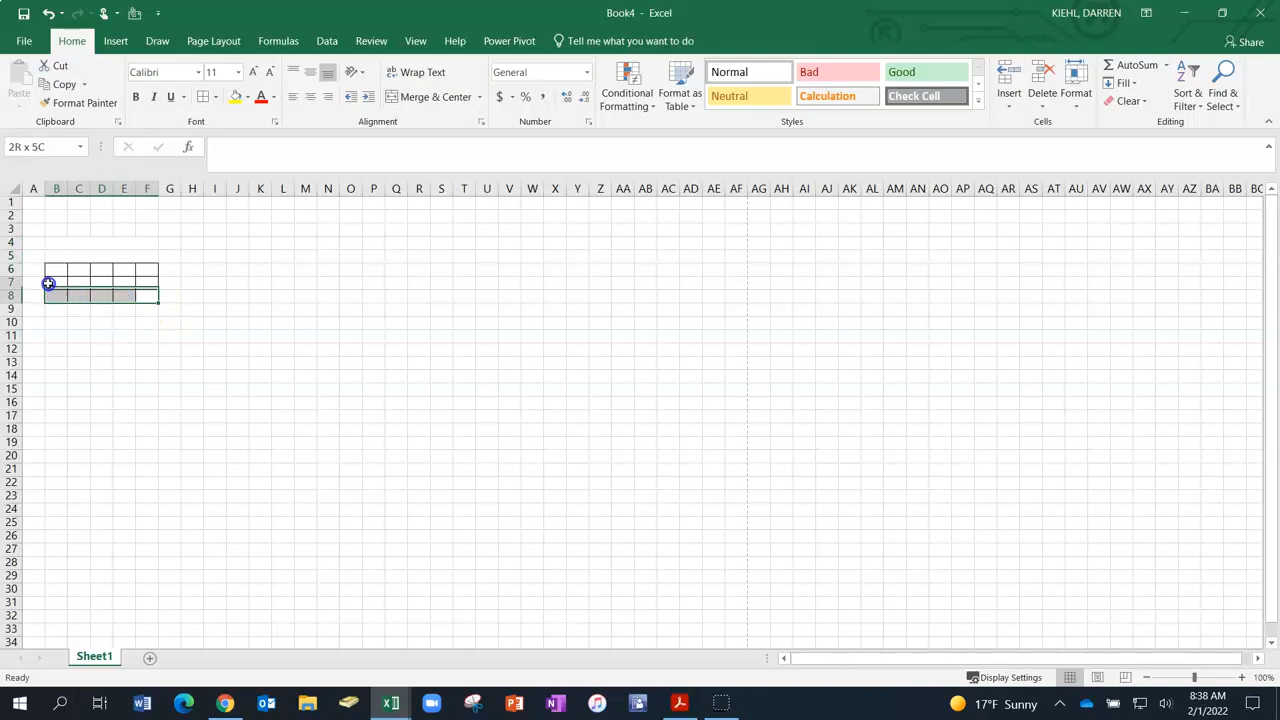 Book4 - Excel
KIEHL, DARREN
File Home Insert Draw Page Layout Formulas Data Review View Help Power Pivot Tell me what you want to do Share
Paste
Cut
Copy
Format Painter
Clipboard
Calibri 11 A A
B I U A
Font
Wrap Text
Merge & Center
Alignment
General
$ % ,
Number
Conditional Formatting
Format as Table
Normal Bad Good
Neutral Calculation Check Cell
Styles
Insert Delete Format
Cells
AutoSum
Fill
Clear
Sort & Filter
Find & Select
Editing
2R x 5C fx
A B C D E F G H I J K L M N O P Q R S T U V W X Y Z AA AB AC AD AE AF AG AH AI AJ AK AL AM AN AO AP AQ AR AS AT AU AV AW AX AY AZ BA BB BC
1
2
3
4
5
6
7
8
9
10
11
12
13
14
15
16
17
18
19
20
21
22
23
24
25
26
27
28
29
30
31
32
33
34
Sheet1
Ready Display Settings 100%
17°F Sunny
8:38 AM
2/1/2022